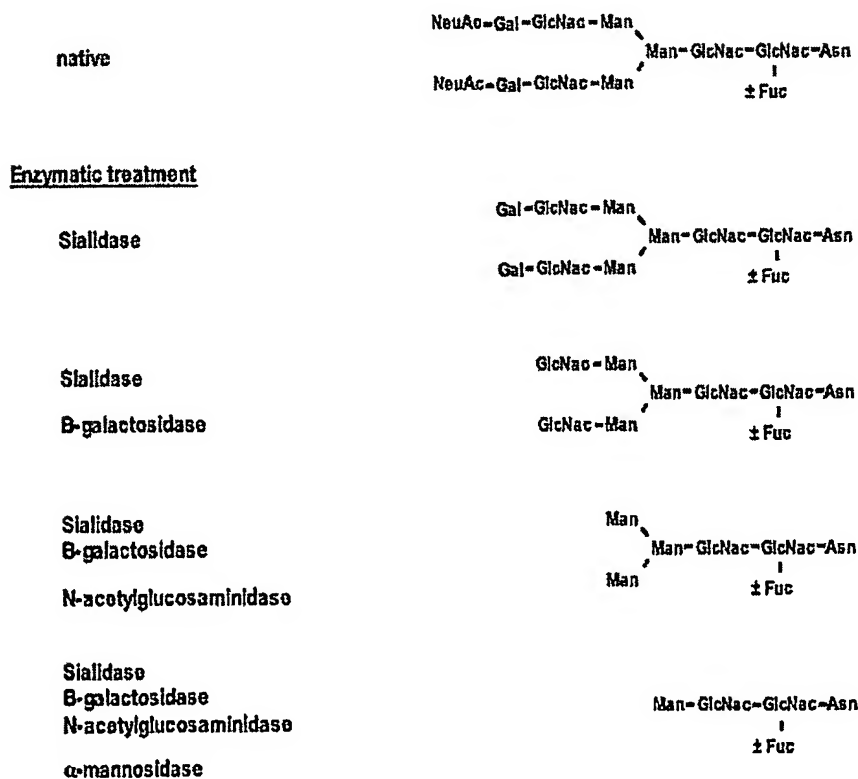 NeuAc-Gal-GlcNac-Man
native
Man-GlcNac-GlcNac-Asn
NeuAc-Gal-GlcNac-Man
± Fuc
Enzymatic treatment
Gal-GlcNac-Man
Sialidase
Man-GlcNac-GlcNac-Asn
Gal-GlcNac-Man
± Fuc
GlcNac-Man
Sialidase
Man-GlcNac-GlcNac-Asn
B-galactosidase
GlcNac-Man
± Fuc
Sialidase
Man
B-galactosidase
Man-GlcNac-GlcNac-Asn
N-acetylglucosaminidase
Man
± Fuc
Sialidase
B-galactosidase
Man-GlcNac-GlcNac-Asn
N-acetylglucosaminidase
± Fuc
α-mannosidase